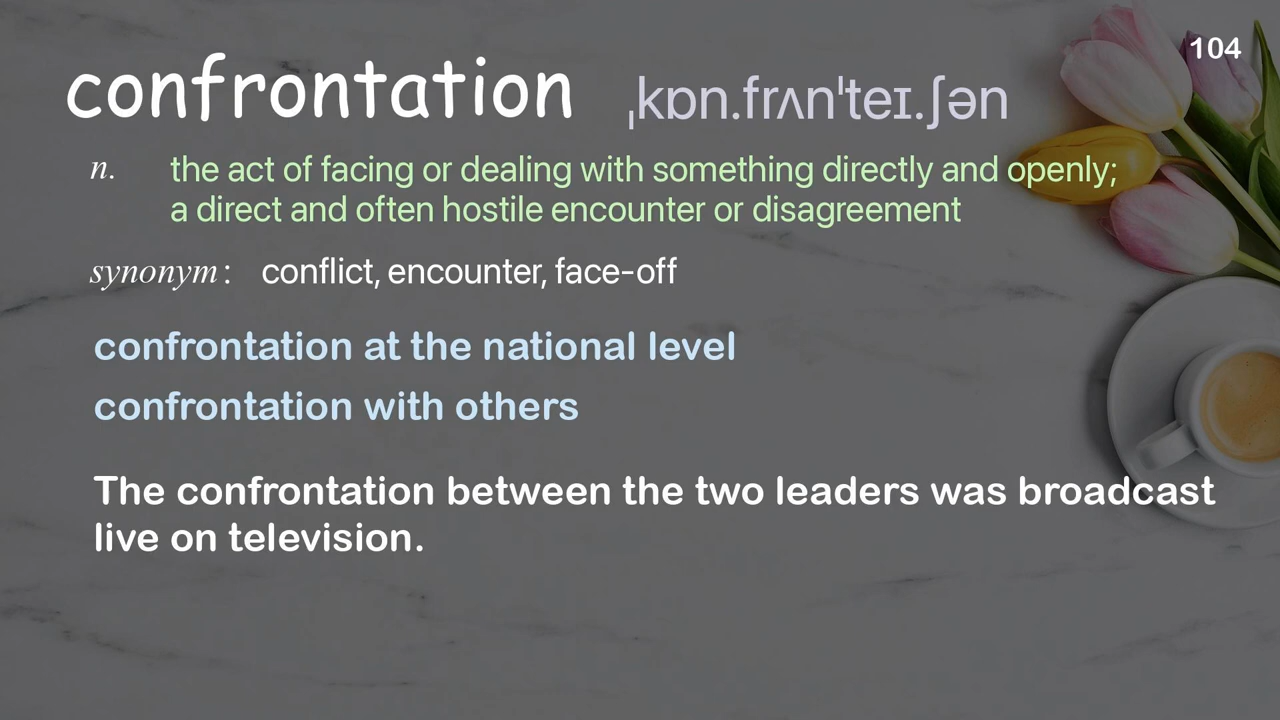 104
confrontation ˌkɒn.frʌnˈteɪ.ʃən
n. the act of facing or dealing with something directly and openly;
a direct and often hostile encounter or disagreement
synonym: conflict, encounter, face-off
confrontation at the national level
confrontation with others
The confrontation between the two leaders was broadcast
live on television.